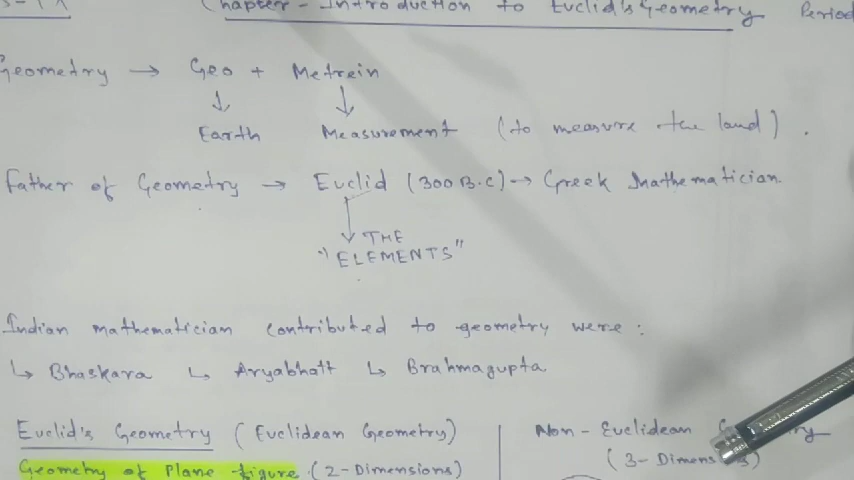 Chapter - Introduction to Euclid's Geometry Period
Geometry → Geo + Metrein
↓ ↓
Earth Measurement (to measure the land).
Father of Geometry → Euclid (300 B.C) → Greek Mathematician.
↓ THE
"ELEMENTS"
Indian mathematician contributed to geometry were:
↳ Bhaskara ↳ Aryabhatt ↳ Brahmagupta
Euclid's Geometry (Euclidean Geometry)
Geometry of Plane figure (2-Dimensions)
Non-Euclidean
(3-Dimens